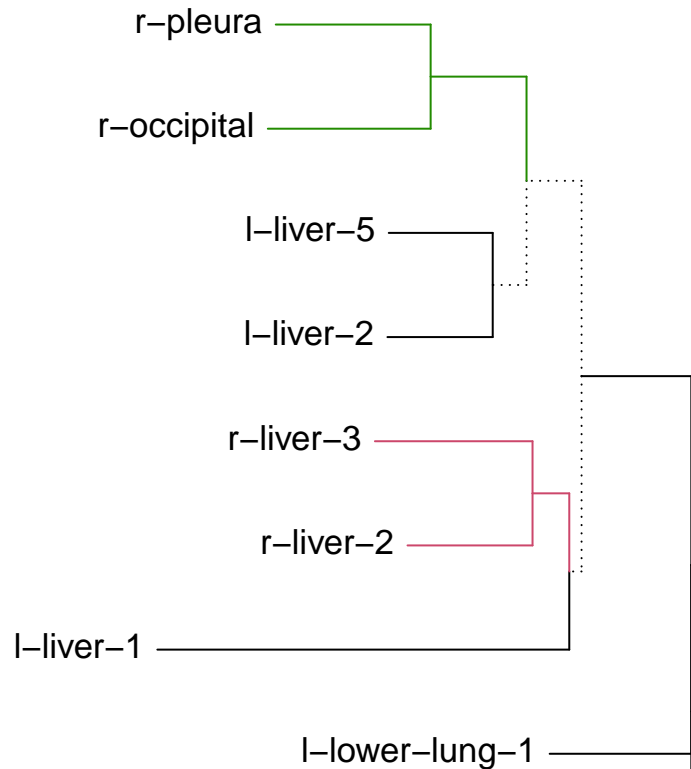 r−pleura
r−occipital
l−liver−5
l−liver−2
r−liver−3
r−liver−2
l−liver−1
l−lower−lung−1